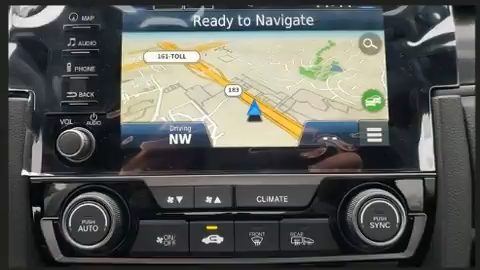 Ready to Navigate
MAP
AUDIO
PHONE
BACK
VOL
AUDIO
161-TOLL
183
Driving
NW
CLIMATE
PUSH
AUTO
PUSH
SYNC
ON/
OFF
FRONT
REAR